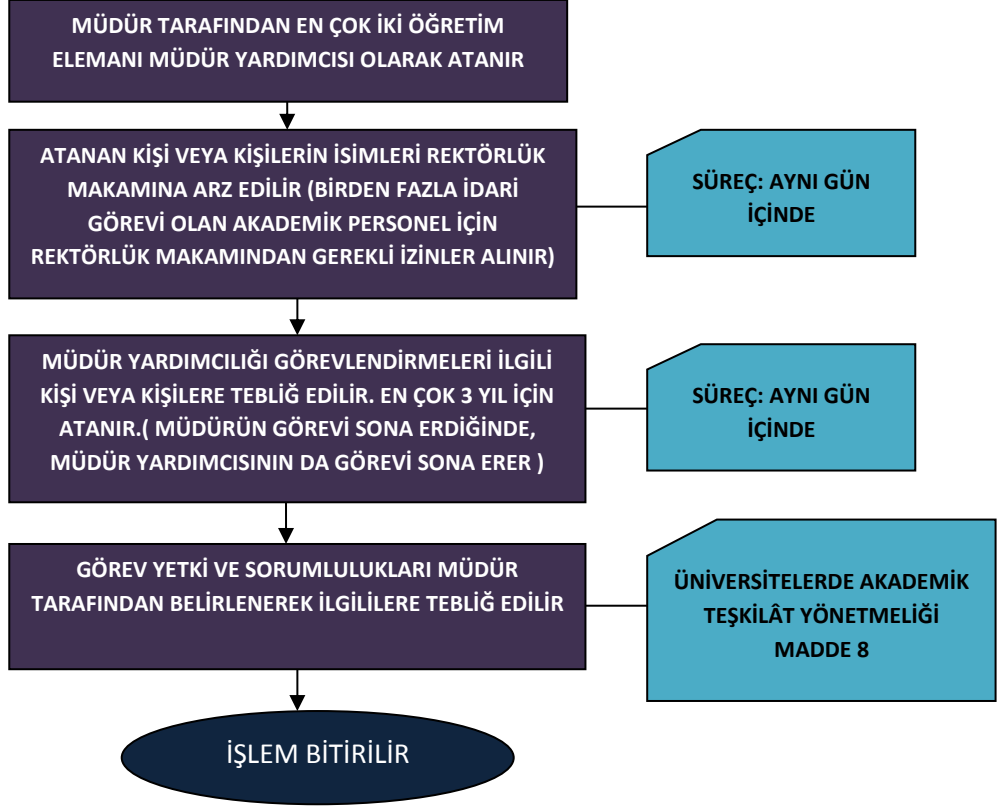 MÜDÜR TARAFINDAN EN ÇOK İKİ ÖĞRETİM
ELEMANI MÜDÜR YARDIMCISI OLARAK ATANIR
ATANAN KİŞİ VEYA KİŞİLERİN İSİMLERİ REKTÖRLÜK
MAKAMINA ARZ EDİLİR (BİRDEN FAZLA İDARİ
GÖREVİ OLAN AKADEMİK PERSONEL İÇİN
REKTÖRLÜK MAKAMINDAN GEREKLİ İZİNLER ALINIR)
SÜREÇ: AYNI GÜN
İÇİNDE
MÜDÜR YARDIMCILIĞI GÖREVLENDİRMELERİ İLGİLİ
KİŞİ VEYA KİŞİLERE TEBLİĞ EDİLİR. EN ÇOK 3 YIL İÇİN
ATANIR.( MÜDÜRÜN GÖREVİ SONA ERDİĞİNDE,
MÜDÜR YARDIMCISININ DA GÖREVİ SONA ERER )
SÜREÇ: AYNI GÜN
İÇİNDE
GÖREV YETKİ VE SORUMLULUKLARI MÜDÜR
TARAFINDAN BELİRLENEREK İLGİLİLERE TEBLİĞ EDİLİR
ÜNİVERSİTELERDE AKADEMİK
TEŞKİLÂT YÖNETMELİĞİ
MADDE 8
İŞLEM BİTİRİLİR